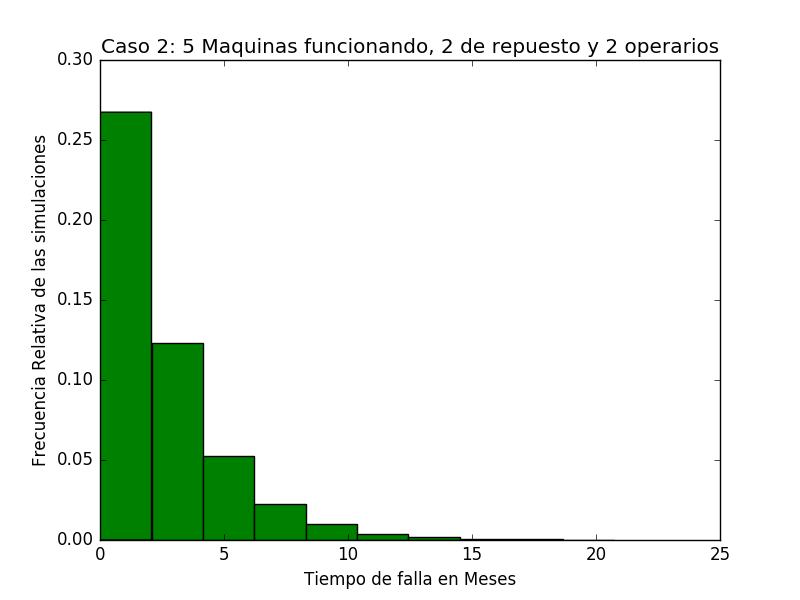 Caso 2: 5 Maquinas funcionando, 2 de repuesto y 2 operarios
0.30
0.25
0.20
0.15
0.10
0.05
0.00
Frecuencia Relativa de las simulaciones
0 5 10 15 20 25
Tiempo de falla en Meses